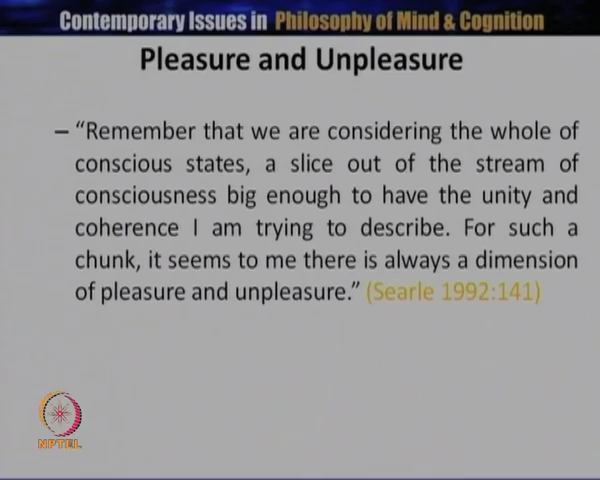 Contemporary Issues in Philosophy of Mind & Cognition
Pleasure and Unpleasure
– “Remember that we are considering the whole of
conscious states, a slice out of the stream of
consciousness big enough to have the unity and
coherence I am trying to describe. For such a
chunk, it seems to me there is always a dimension
of pleasure and unpleasure.” (Searle 1992:141)
NPTEL